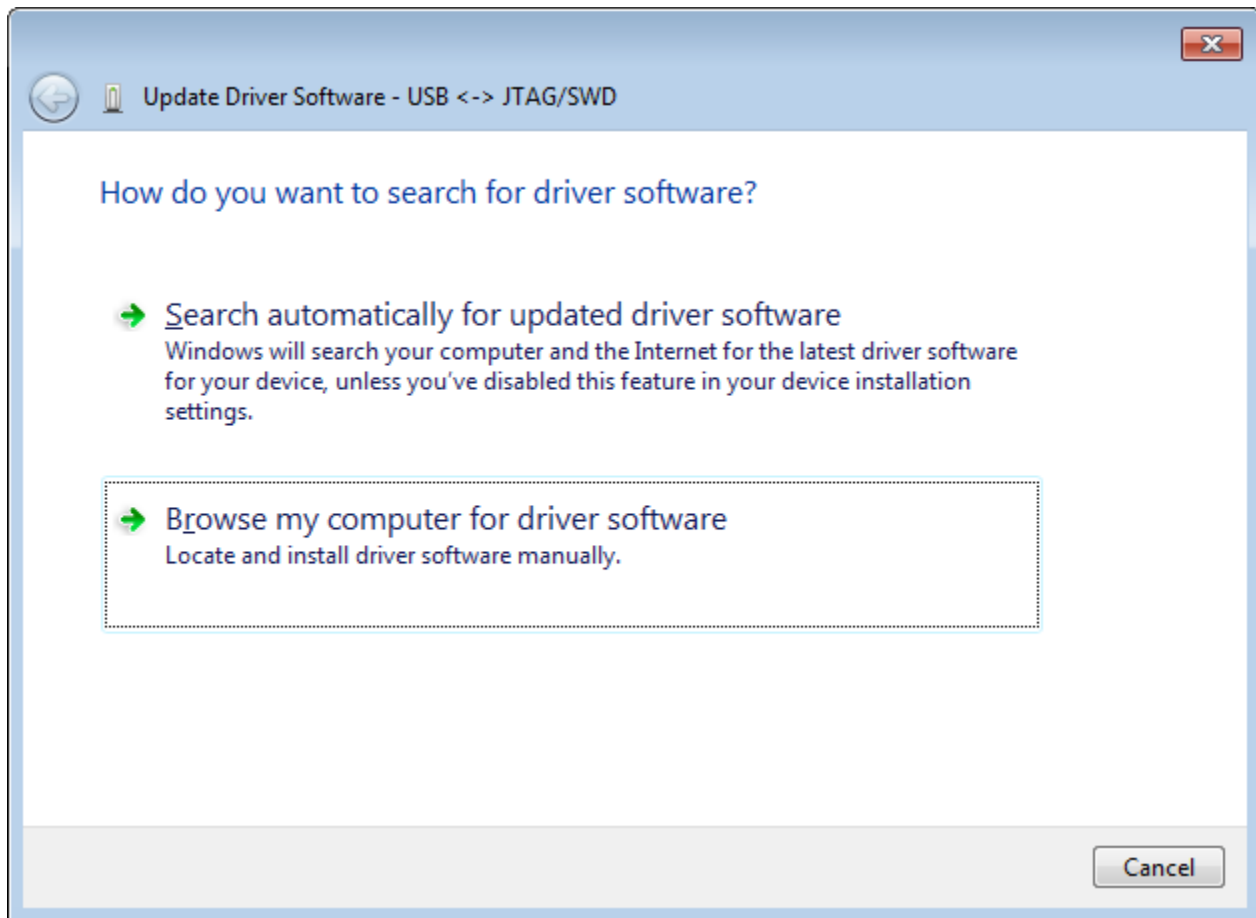 Update Driver Software - USB <-> JTAG/SWD
How do you want to search for driver software?
Search automatically for updated driver software
Windows will search your computer and the Internet for the latest driver software
for your device, unless you've disabled this feature in your device installation
settings.
Browse my computer for driver software
Locate and install driver software manually.
Cancel